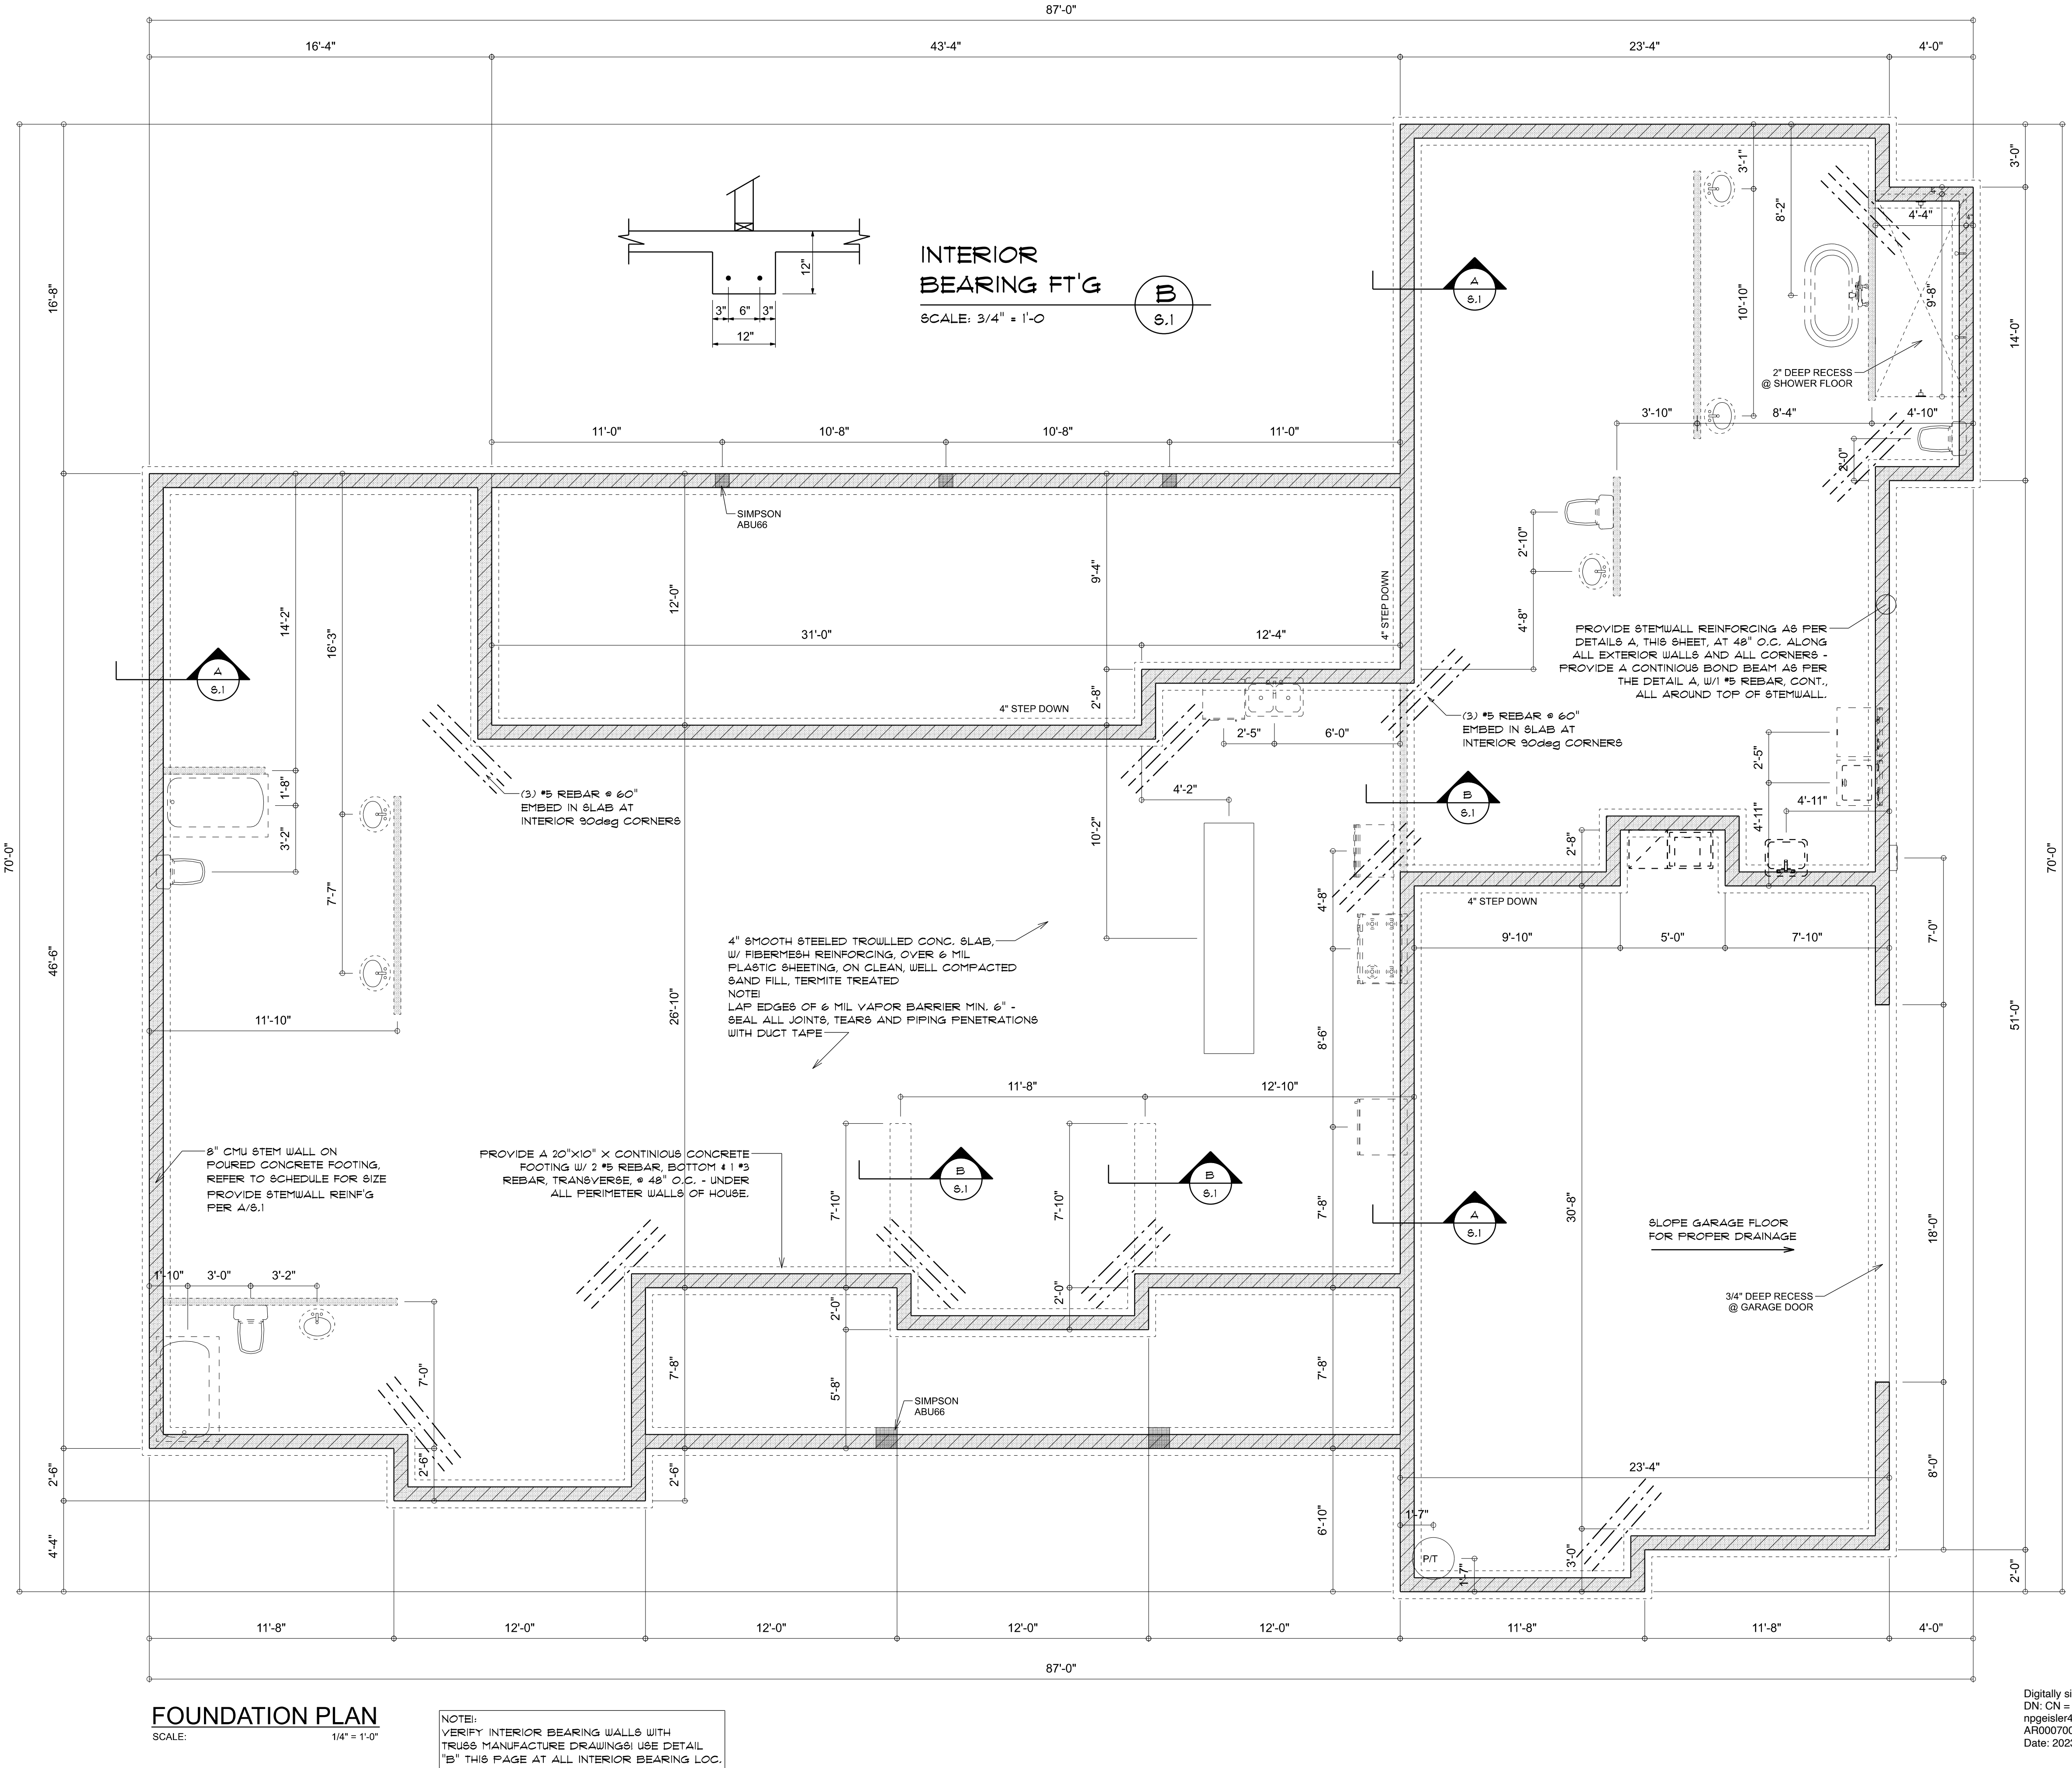 87'-0"
16'-4" 43'-4" 23'-4" 4'-0"
16'-8"
46'-6"
2'-6"
4'-4"
70'-0"
3'-0"
14'-0"
51'-0"
2'-0"
70'-0"
12"
3" 6" 3"
12"
INTERIOR
BEARING FT'G
SCALE: 3/4" = 1'-0
B
S.1
A
S.1
3'-1"
8'-2"
10'-10"
4"
4'-4"
4"
9'-8"
2" DEEP RECESS
@ SHOWER FLOOR
3'-10" 8'-4" 4'-10"
2'-0"
11'-0" 10'-8" 10'-8" 11'-0"
SIMPSON
ABU66
14'-2"
16'-3"
12'-0"
9'-4"
4" STEP DOWN
2'-10"
4'-8"
31'-0" 12'-4"
PROVIDE STEMWALL REINFORCING AS PER
DETAILS A, THIS SHEET, AT 48" O.C. ALONG
ALL EXTERIOR WALLS AND ALL CORNERS -
PROVIDE A CONTINIOUS BOND BEAM AS PER
THE DETAIL A, W/1 #5 REBAR, CONT.,
ALL AROUND TOP OF STEMWALL.
A
S.1
4" STEP DOWN
2'-8"
2'-5" 6'-0"
(3) #5 REBAR @ 60"
EMBED IN SLAB AT
INTERIOR 90deg CORNERS
(3) #5 REBAR @ 60"
EMBED IN SLAB AT
INTERIOR 90deg CORNERS
1'-8"
3'-2"
7'-7"
4'-2"
10'-2"
B
S.1
2'-5"
4'-11"
4'-11"
2'-8"
4" STEP DOWN
4'-8"
9'-10" 5'-0" 7'-10"
7'-0"
4" SMOOTH STEELED TROWLLED CONC. SLAB,
W/ FIBERMESH REINFORCING, OVER 6 MIL
PLASTIC SHEETING, ON CLEAN, WELL COMPACTED
SAND FILL, TERMITE TREATED
NOTE!
LAP EDGES OF 6 MIL VAPOR BARRIER MIN. 6" -
SEAL ALL JOINTS, TEARS AND PIPING PENETRATIONS
WITH DUCT TAPE
11'-10"
26'-10"
8'-6"
11'-8" 12'-10"
8" CMU STEM WALL ON
POURED CONCRETE FOOTING,
REFER TO SCHEDULE FOR SIZE
PROVIDE STEMWALL REINF'G
PER A/S.1
PROVIDE A 20"X10" X CONTINIOUS CONCRETE
FOOTING W/ 2 #5 REBAR, BOTTOM & 1 #3
REBAR, TRANSVERSE, @ 48" O.C. - UNDER
ALL PERIMETER WALLS OF HOUSE.
7'-10"
B
S.1
7'-10"
B
S.1
7'-8"
A
S.1
30'-8"
SLOPE GARAGE FLOOR
FOR PROPER DRAINAGE
18'-0"
3/4" DEEP RECESS
@ GARAGE DOOR
1'-10" 3'-0" 3'-2"
7'-0"
2'-6"
2'-0"
2'-0"
7'-8"
5'-8"
7'-8"
SIMPSON
ABU66
2'-6"
6'-10"
23'-4"
8'-0"
1'-7"
P/T
1'-7"
3'-0"
11'-8" 12'-0" 12'-0" 12'-0" 12'-0" 11'-8" 11'-8" 4'-0"
87'-0"
FOUNDATION PLAN
SCALE: 1/4" = 1'-0"
NOTE!:
VERIFY INTERIOR BEARING WALLS WITH
TRUSS MANUFACTURE DRAWINGS! USE DETAIL
"B" THIS PAGE AT ALL INTERIOR BEARING LOC.
Digitally si
DN: CN =
npgeisler4
AR000700
Date: 2023